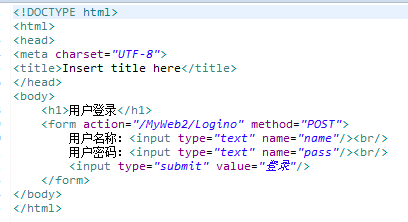 <!DOCTYPE html>
<html>
<head>
<meta charset="UTF-8">
<title>Insert title here</title>
</head>
<body>
    <h1>用户登录</h1>
    <form action="/MyWeb2/Logino" method="POST">
        用户名称：<input type="text" name="name"/><br/>
        用户密码：<input type="text" name="pass"/><br/>
        <input type="submit" value="登录"/>
    </form>
</body>
</html>